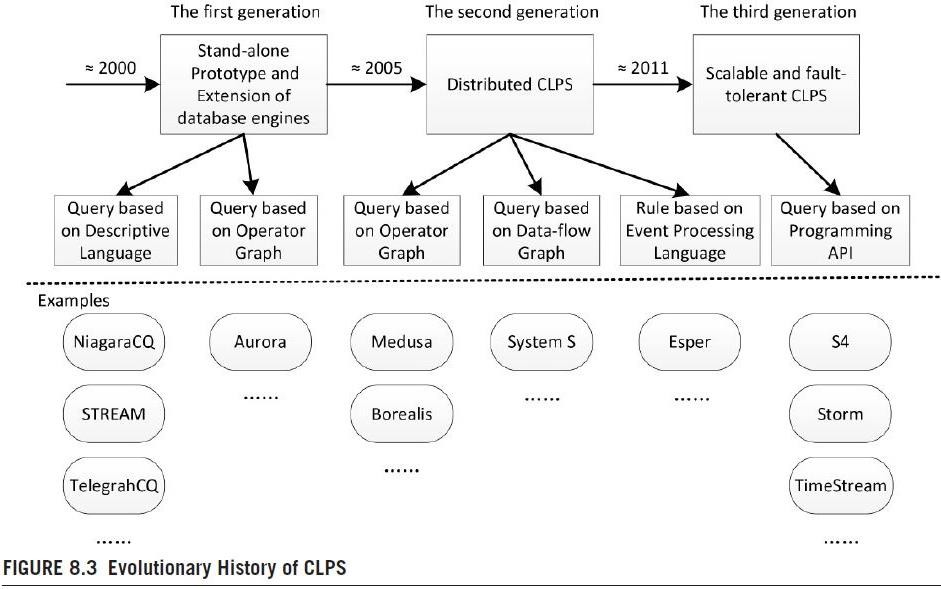 The first generation
The second generation
The third generation
≈ 2000
Stand-alone
Prototype and
Extension of
database engines
≈ 2005
Distributed CLPS
≈ 2011
Scalable and fault-
tolerant CLPS
Query based
on Descriptive
Language
Query based
on Operator
Graph
Query based
on Operator
Graph
Query based
on Data-flow
Graph
Rule based on
Event Processing
Language
Query based on
Programming
API
Examples
NiagaraCQ
Aurora
Medusa
System S
Esper
S4
......
......
......
STREAM
Borealis
Storm
......
TelegrahCQ
TimeStream
......
......
FIGURE 8.3 Evolutionary History of CLPS